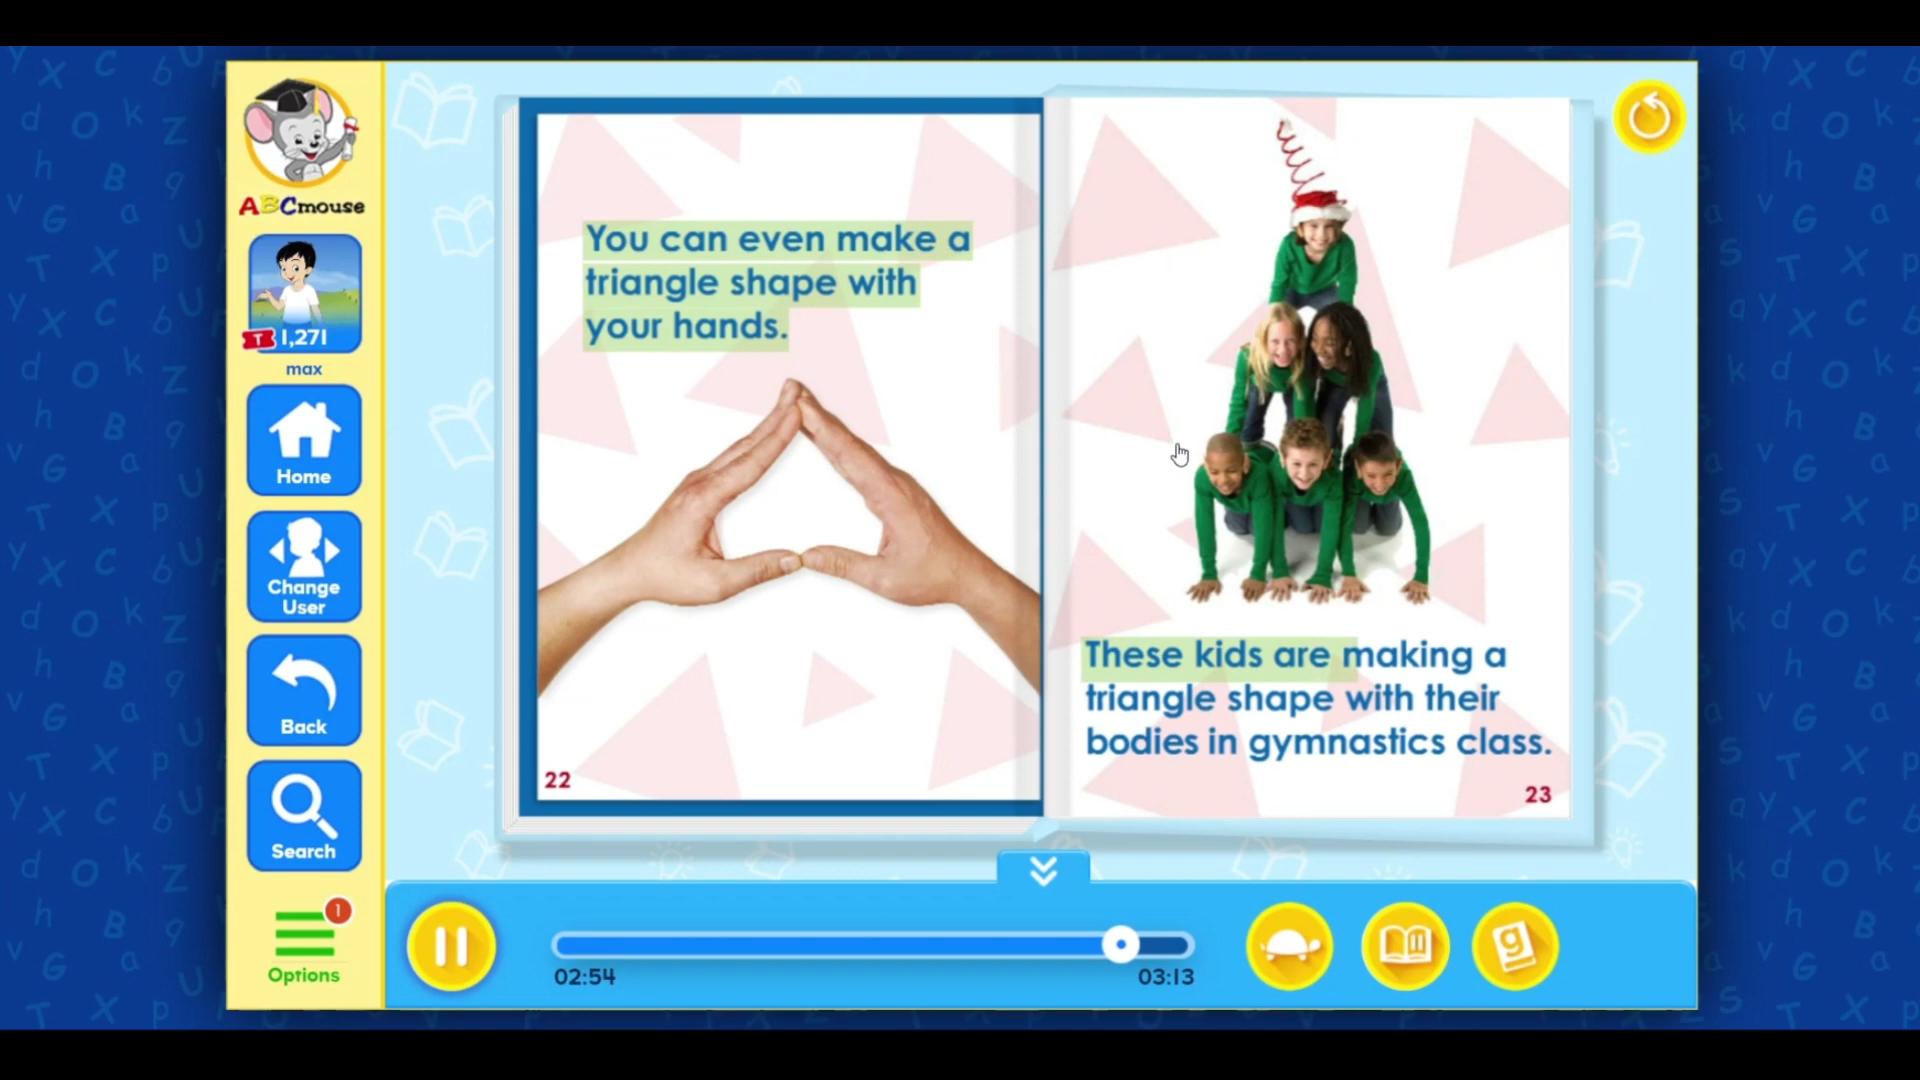 ABCmouse
T 1,271
max
Home
Change
User
Back
Search
1
Options
You can even make a
triangle shape with
your hands.
22
These kids are making a
triangle shape with their
bodies in gymnastics class.
23
02:54
03:13
g